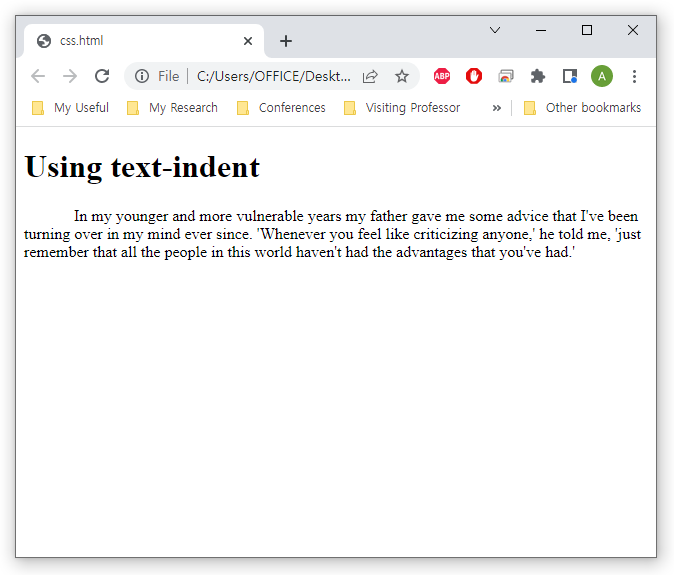 css.html
File
C:/Users/OFFICE/Deskt...
ABP
A
My Useful
My Research
Conferences
Visiting Professor
»
Other bookmarks
Using text-indent
In my younger and more vulnerable years my father gave me some advice that I've been
turning over in my mind ever since. 'Whenever you feel like criticizing anyone,' he told me, 'just
remember that all the people in this world haven't had the advantages that you've had.'